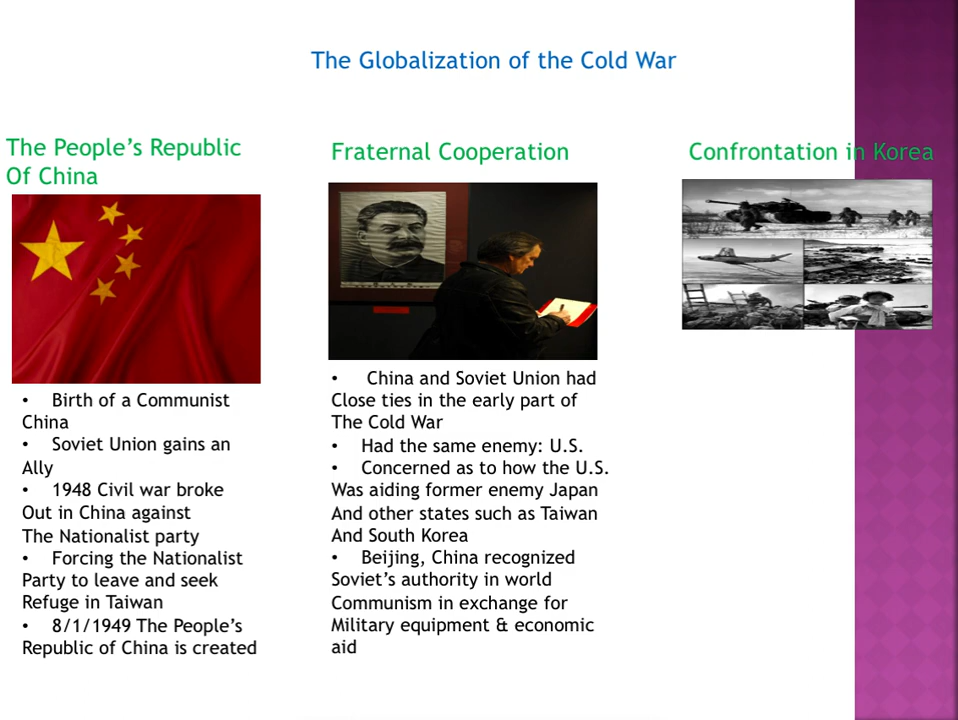 The Globalization of the Cold War
The People’s Republic
Of China
• Birth of a Communist
China
• Soviet Union gains an
Ally
• 1948 Civil war broke
Out in China against
The Nationalist party
• Forcing the Nationalist
Party to leave and seek
Refuge in Taiwan
• 8/1/1949 The People’s
Republic of China is created
Fraternal Cooperation
• China and Soviet Union had
Close ties in the early part of
The Cold War
• Had the same enemy: U.S.
• Concerned as to how the U.S.
Was aiding former enemy Japan
And other states such as Taiwan
And South Korea
• Beijing, China recognized
Soviet’s authority in world
Communism in exchange for
Military equipment & economic
aid
Confrontation in Korea